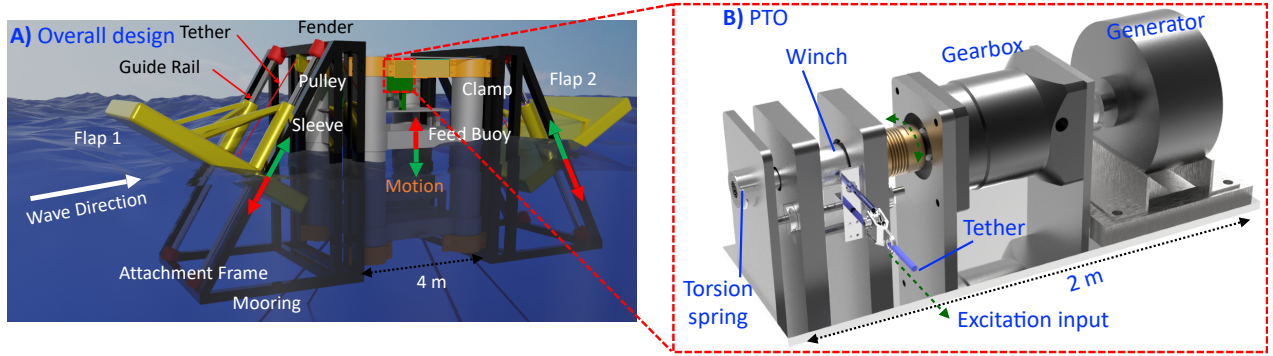 A) Overall design
Tether
Fender
Guide Rail
Pulley
Clamp
Flap 2
Flap 1
Sleeve
Feed Buoy
Wave Direction
Motion
Attachment Frame
Mooring
4 m
B) PTO
Generator
Gearbox
Winch
Tether
Torsion
spring
2 m
Excitation input